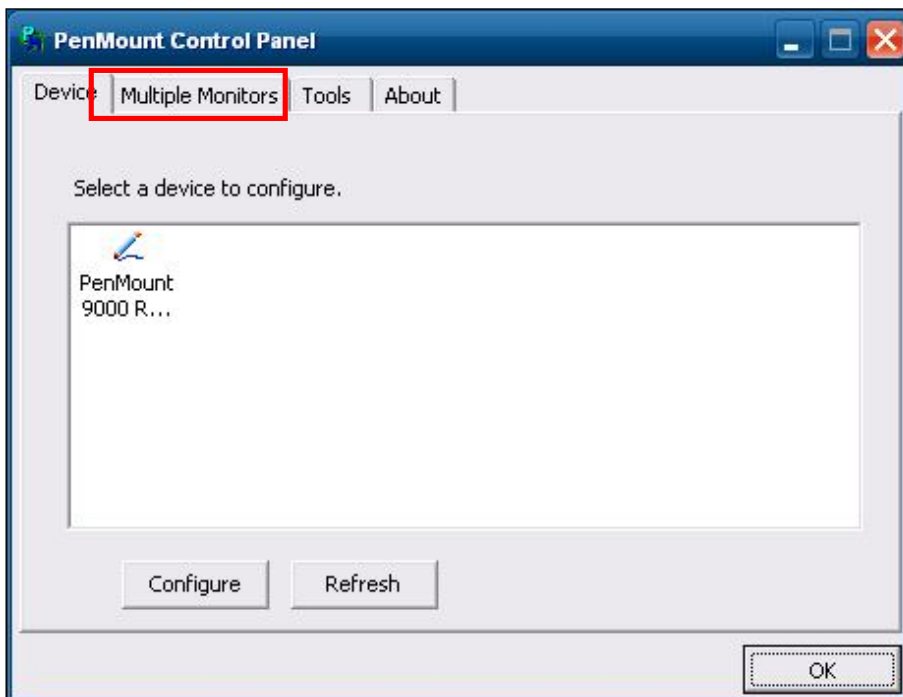 PenMount Control Panel
Device Multiple Monitors Tools About
Select a device to configure.
PenMount
9000 R...
Configure Refresh
OK